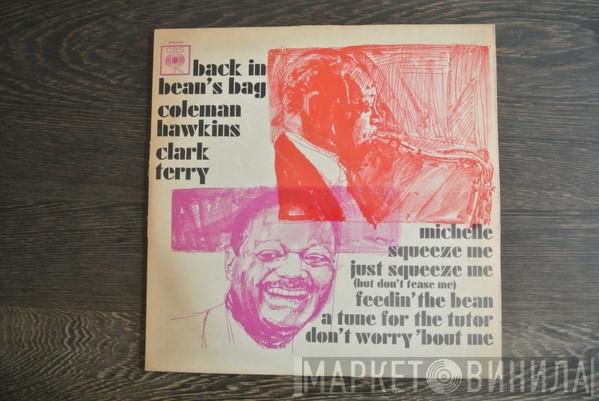 CBS
back in
bean's bag
coleman
hawkins
clark
terry
michelle
squeeze me
just squeeze me
(but don't tease me)
feedin' the bean
a tune for the tutor
don't worry 'bout me
МАРКЕТ ВИНИЛА